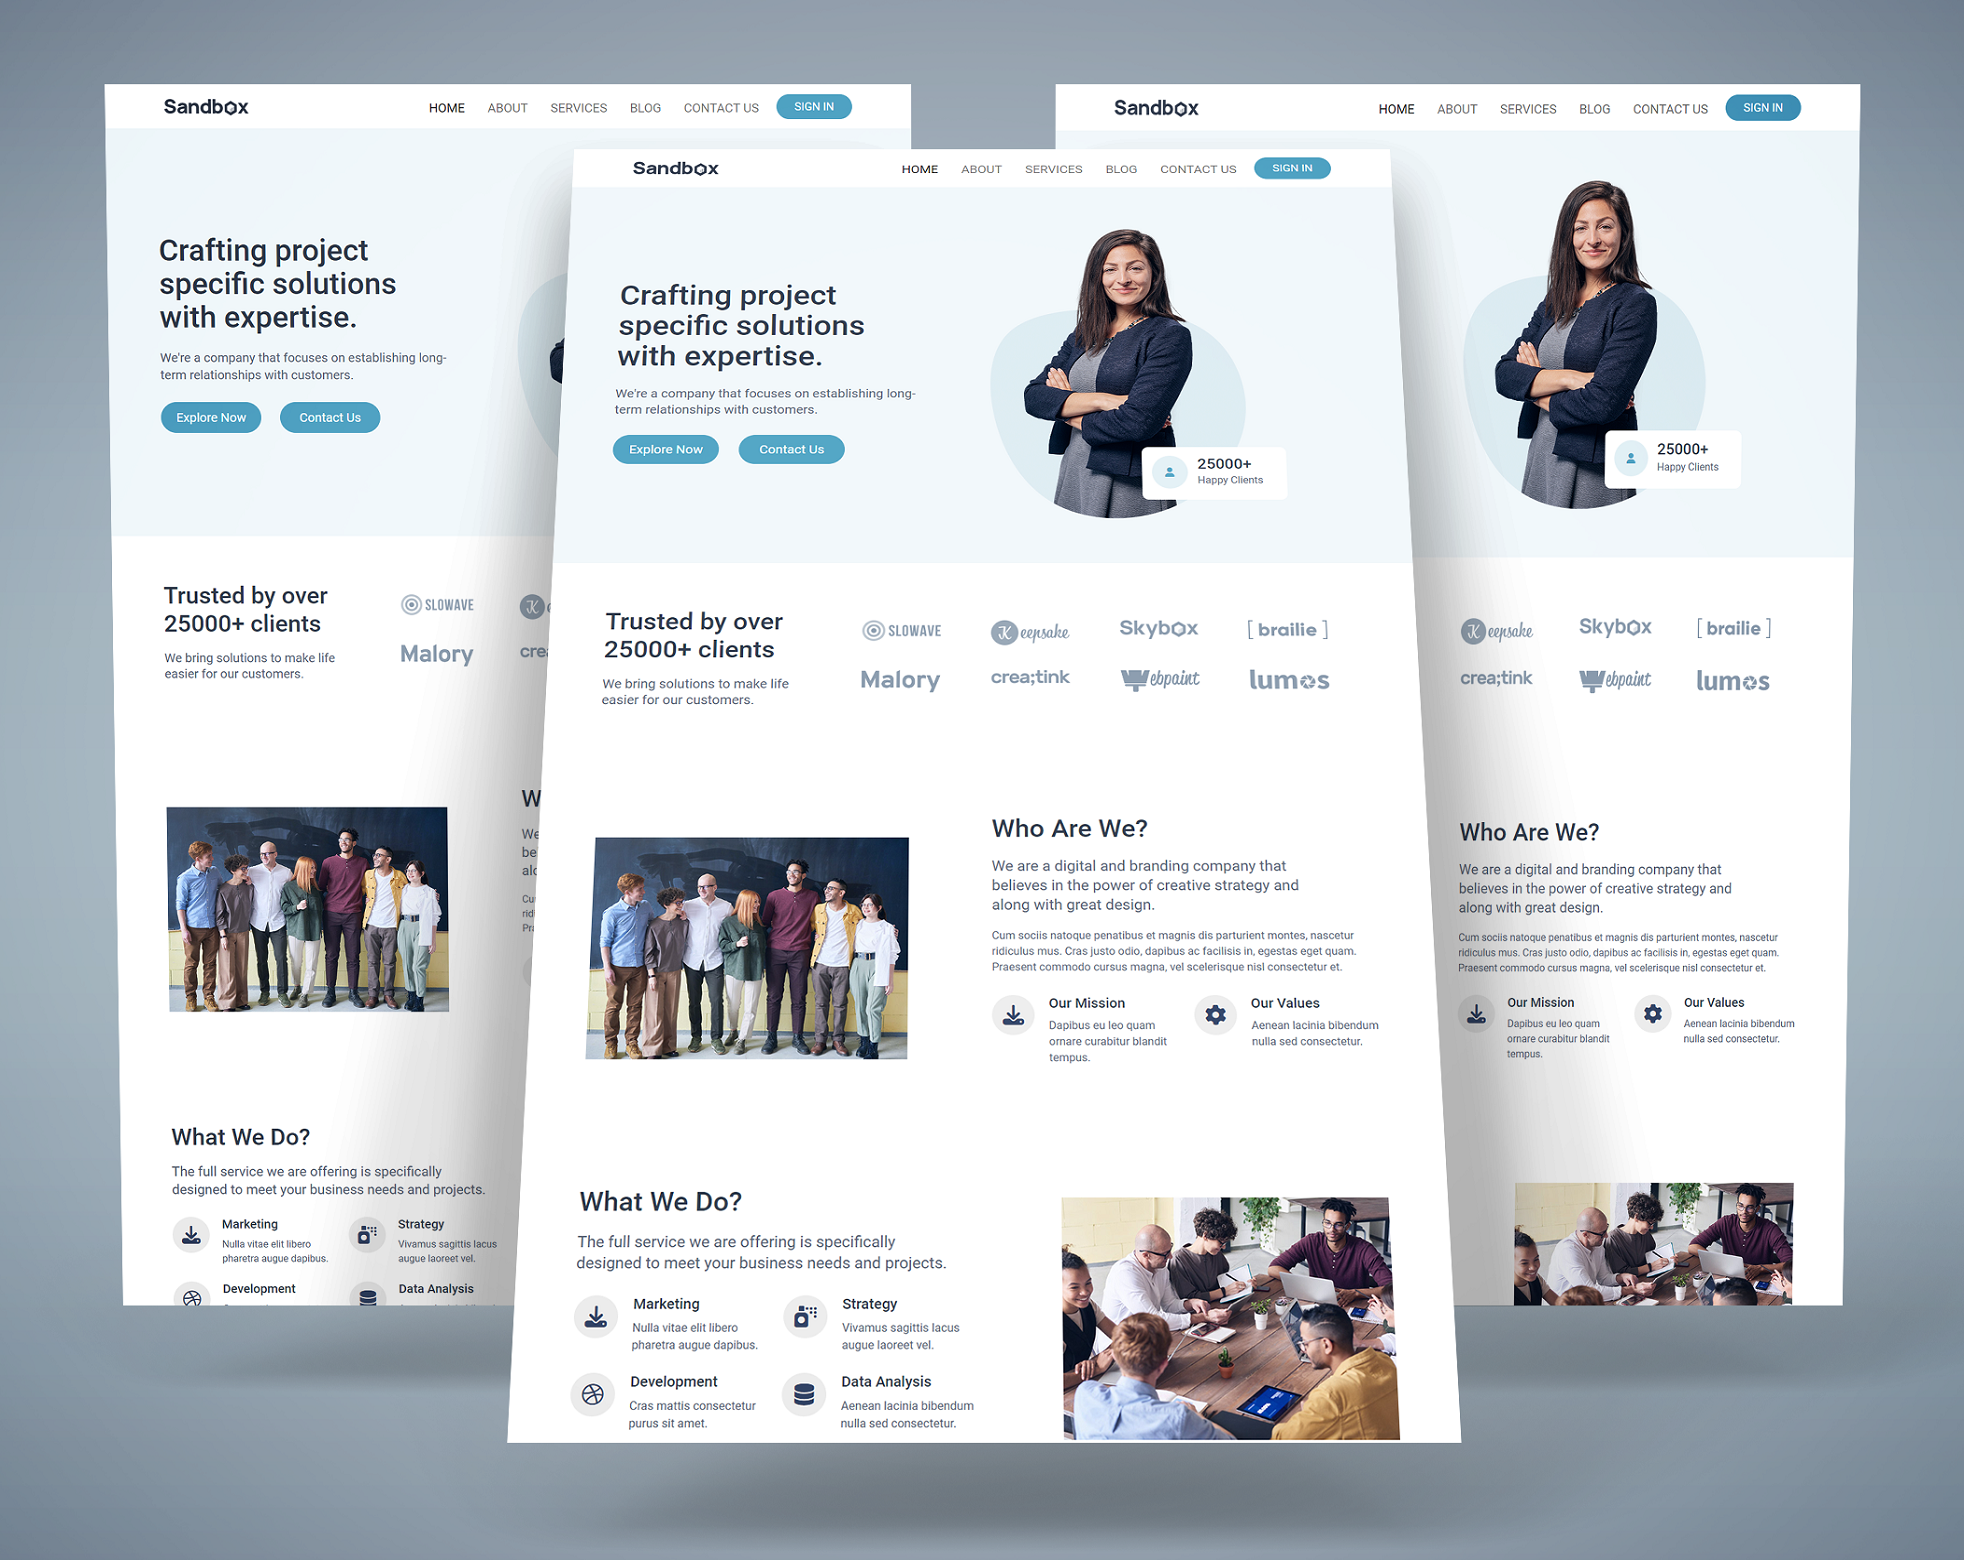 Sandbox
HOME ABOUT SERVICES BLOG CONTACT US SIGN IN
Crafting project
specific solutions
with expertise.
We're a company that focuses on establishing long-
term relationships with customers.
Explore Now Contact Us
Trusted by over
25000+ clients
We bring solutions to make life
easier for our customers.
SLOWAVE
Malory
What We Do?
The full service we are offering is specifically
designed to meet your business needs and projects.
Marketing
Nulla vitae elit libero
pharetra augue dapibus.
Strategy
Vivamus sagittis lacus
augue laoreet vel.
Development
Data Analysis
Sandbox
HOME ABOUT SERVICES BLOG CONTACT US SIGN IN
Crafting project
specific solutions
with expertise.
We're a company that focuses on establishing long-
term relationships with customers.
Explore Now Contact Us
25000+
Happy Clients
Trusted by over
25000+ clients
We bring solutions to make life
easier for our customers.
SLOWAVE Keepsake Skybox [ brailie ]
Malory crea;tink Webpaint lumos
Who Are We?
We are a digital and branding company that
believes in the power of creative strategy and
along with great design.
Cum sociis natoque penatibus et magnis dis parturient montes, nascetur
ridiculus mus. Cras justo odio, dapibus ac facilisis in, egestas eget quam.
Praesent commodo cursus magna, vel scelerisque nisl consectetur et.
Our Mission
Dapibus eu leo quam
ornare curabitur blandit
tempus.
Our Values
Aenean lacinia bibendum
nulla sed consectetur.
What We Do?
The full service we are offering is specifically
designed to meet your business needs and projects.
Marketing
Nulla vitae elit libero
pharetra augue dapibus.
Strategy
Vivamus sagittis lacus
augue laoreet vel.
Development
Cras mattis consectetur
purus sit amet.
Data Analysis
Aenean lacinia bibendum
nulla sed consectetur.
Sandbox
HOME ABOUT SERVICES BLOG CONTACT US SIGN IN
25000+
Happy Clients
Keepsake Skybox [ brailie ]
crea;tink Webpaint lumos
Who Are We?
We are a digital and branding company that
believes in the power of creative strategy and
along with great design.
Cum sociis natoque penatibus et magnis dis parturient montes, nascetur
ridiculus mus. Cras justo odio, dapibus ac facilisis in, egestas eget quam.
Praesent commodo cursus magna, vel scelerisque nisl consectetur et.
Our Mission
Dapibus eu leo quam
ornare curabitur blandit
tempus.
Our Values
Aenean lacinia bibendum
nulla sed consectetur.